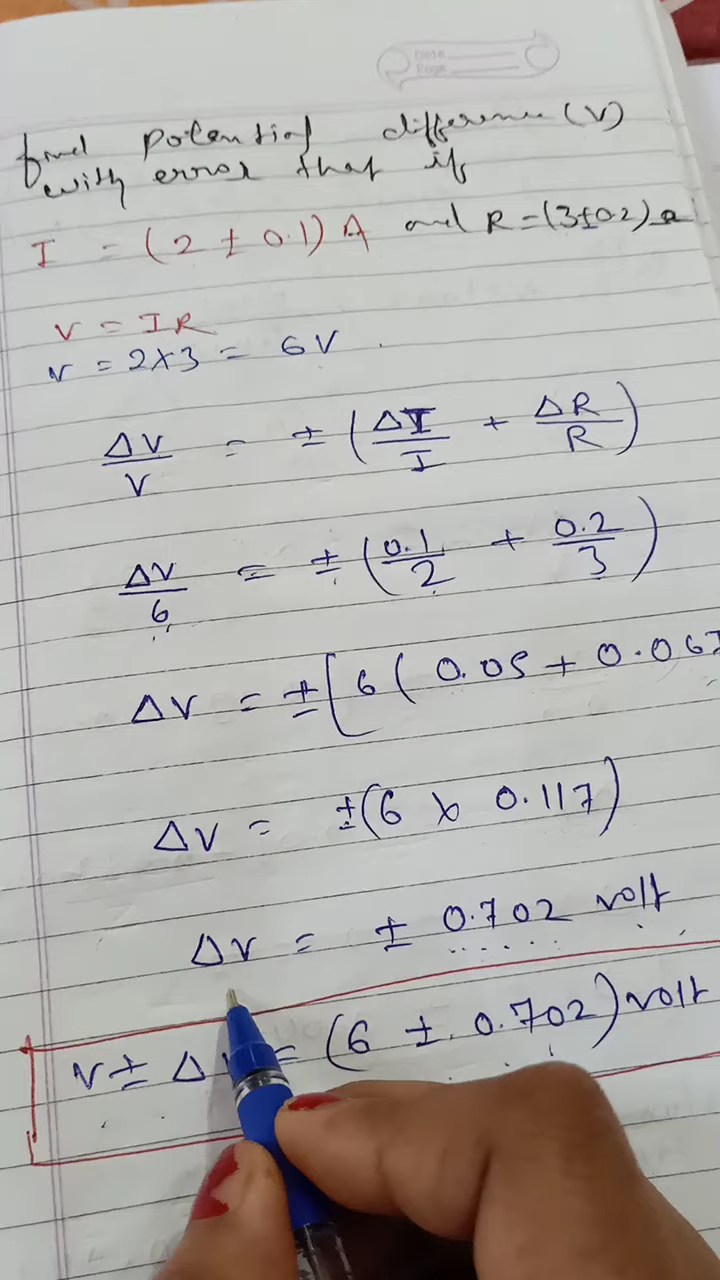 Date
Page
find potential difference (V)
with error that if
I = (2 ± 0.1) A and R = (3±0.2) Ω
V = IR
V = 2×3 = 6V .
ΔV/V = ± (ΔI/I + ΔR/R)
ΔV/6 = ± (0.1/2 + 0.2/3)
ΔV = ± [6 ( 0.05 + 0.067
ΔV = ±(6 × 0.117)
ΔV = ± 0.702 volt
V ± Δ = (6 ± 0.702) volt